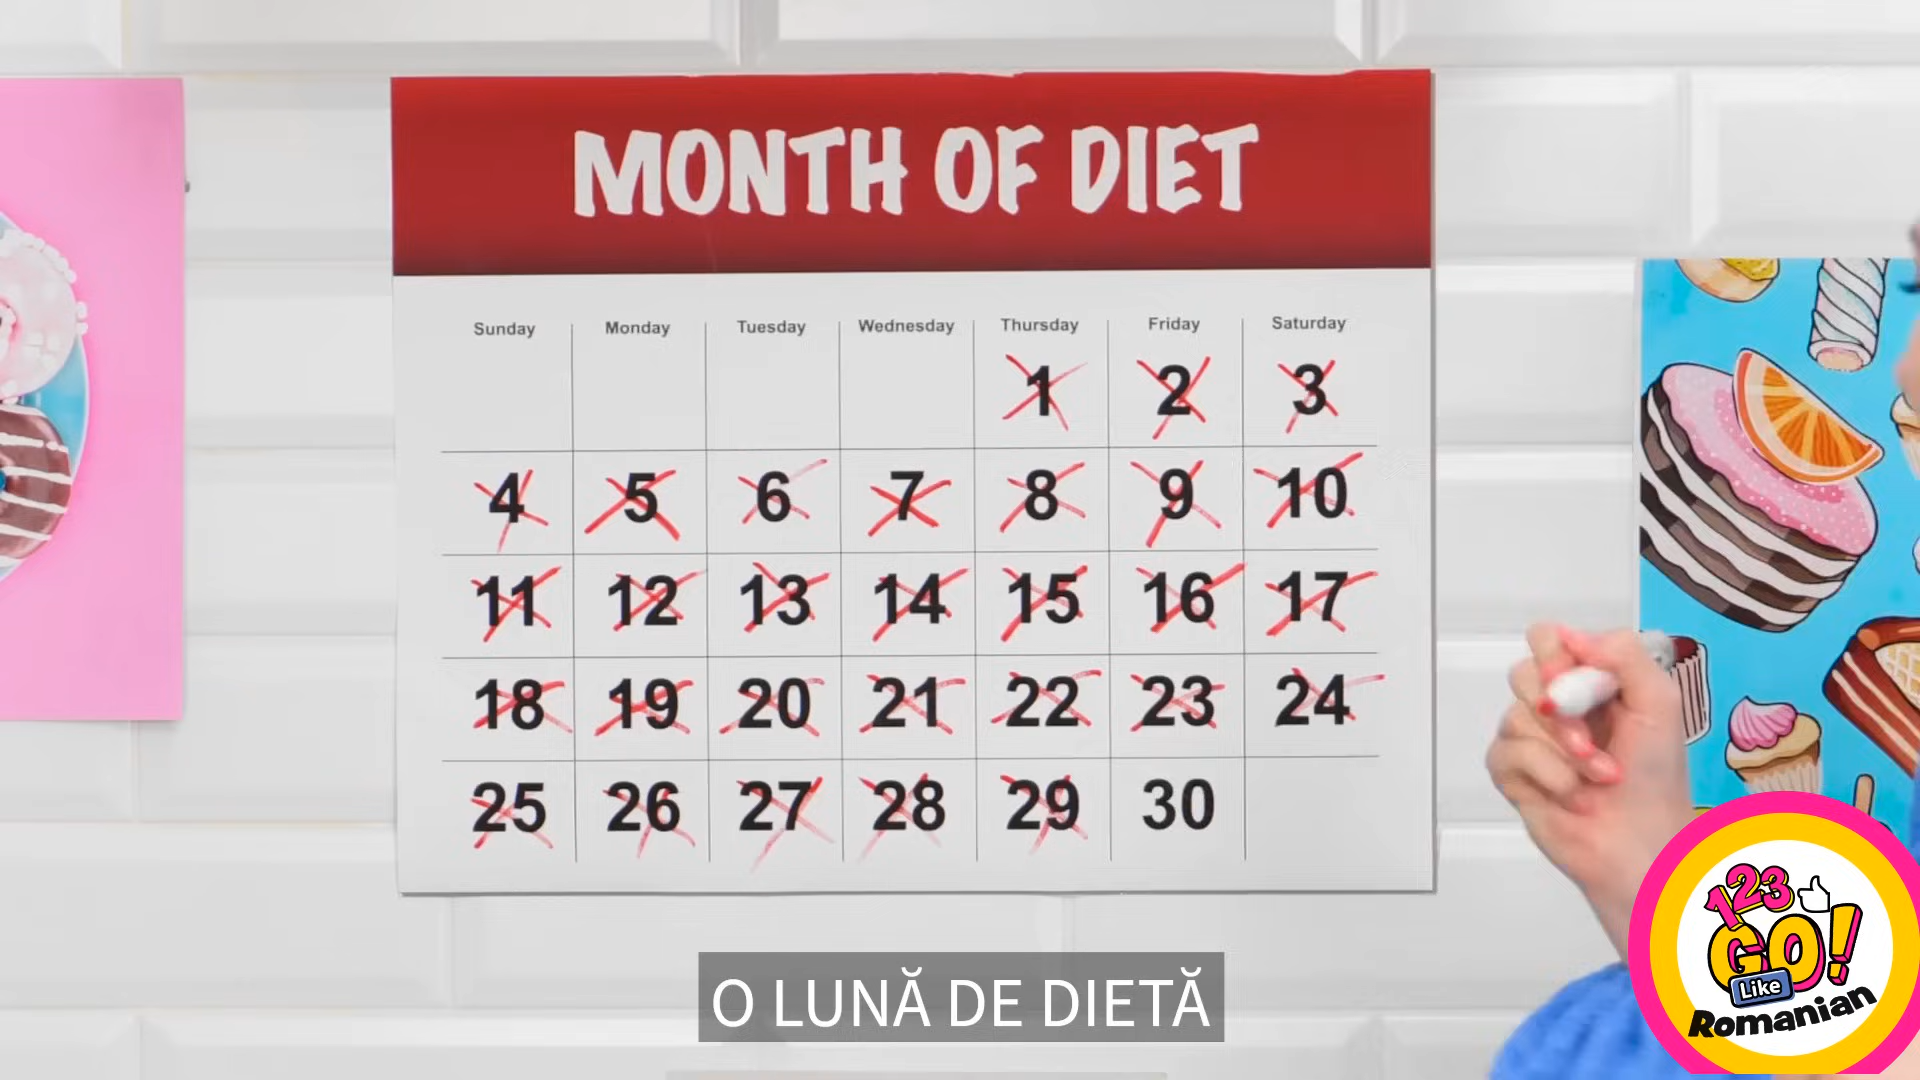 MONTH OF DIET
Sunday Monday Tuesday Wednesday Thursday Friday Saturday
1 2 3
4 5 6 7 8 9 10
11 12 13 14 15 16 17
18 19 20 21 22 23 24
25 26 27 28 29 30
O LUNĂ DE DIETĂ
123
GO!
Like
Romanian